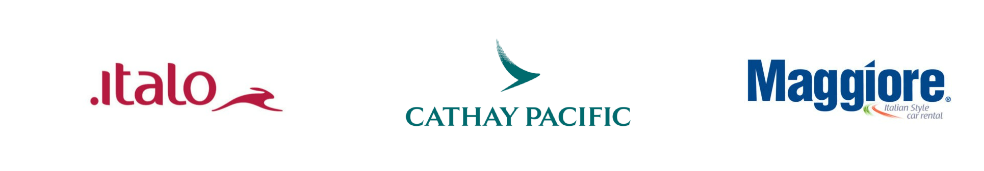 .italo
CATHAY PACIFIC
Maggiore®
Italian Style
car rental